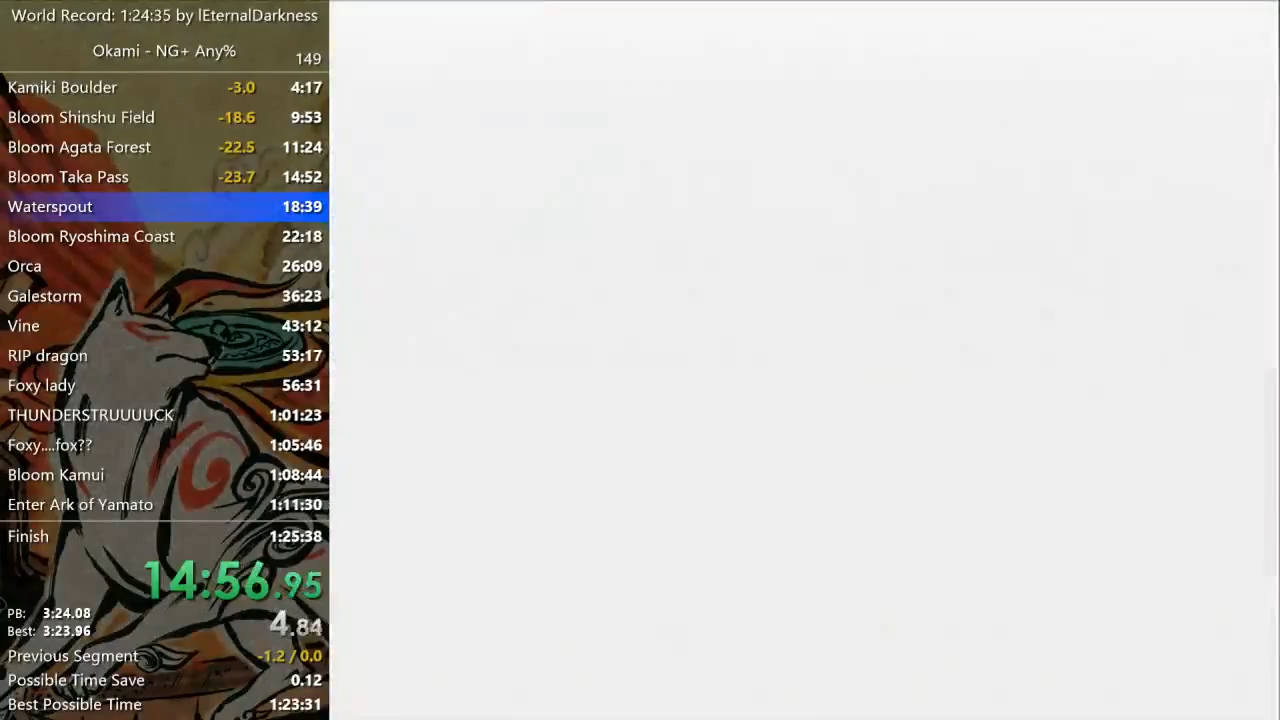 World Record: 1:24:35 by lEternalDarkness
Okami - NG+ Any%
149
Kamiki Boulder -3.0 4:17
Bloom Shinshu Field -18.6 9:53
Bloom Agata Forest -22.5 11:24
Bloom Taka Pass -23.7 14:52
Waterspout 18:39
Bloom Ryoshima Coast 22:18
Orca 26:09
Galestorm 36:23
Vine 43:12
RIP dragon 53:17
Foxy lady 56:31
THUNDERSTRUUUUCK 1:01:23
Foxy....fox?? 1:05:46
Bloom Kamui 1:08:44
Enter Ark of Yamato 1:11:30
Finish 1:25:38
14:56.95
PB: 3:24.08
Best: 3:23.96 4.84
Previous Segment -1.2 / 0.0
Possible Time Save 0.12
Best Possible Time 1:23:31